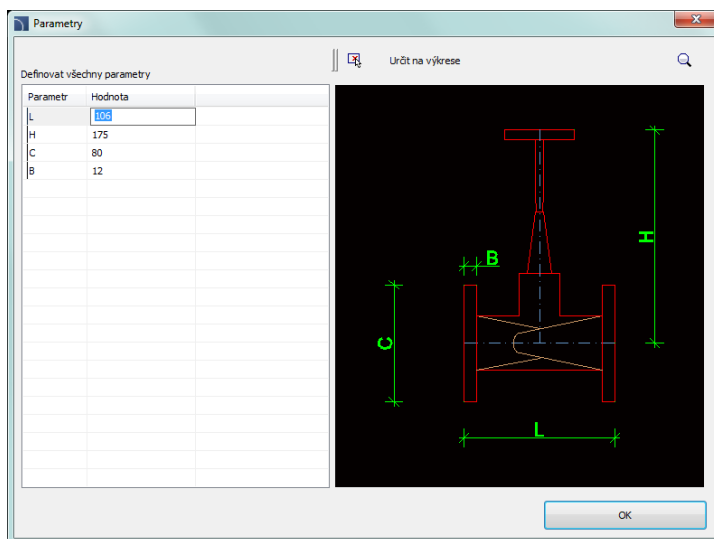 Parametry
Určit na výkrese
Definovat všechny parametry
Parametr Hodnota
L 106
H 175
C 80
B 12
H
B
C
L
OK